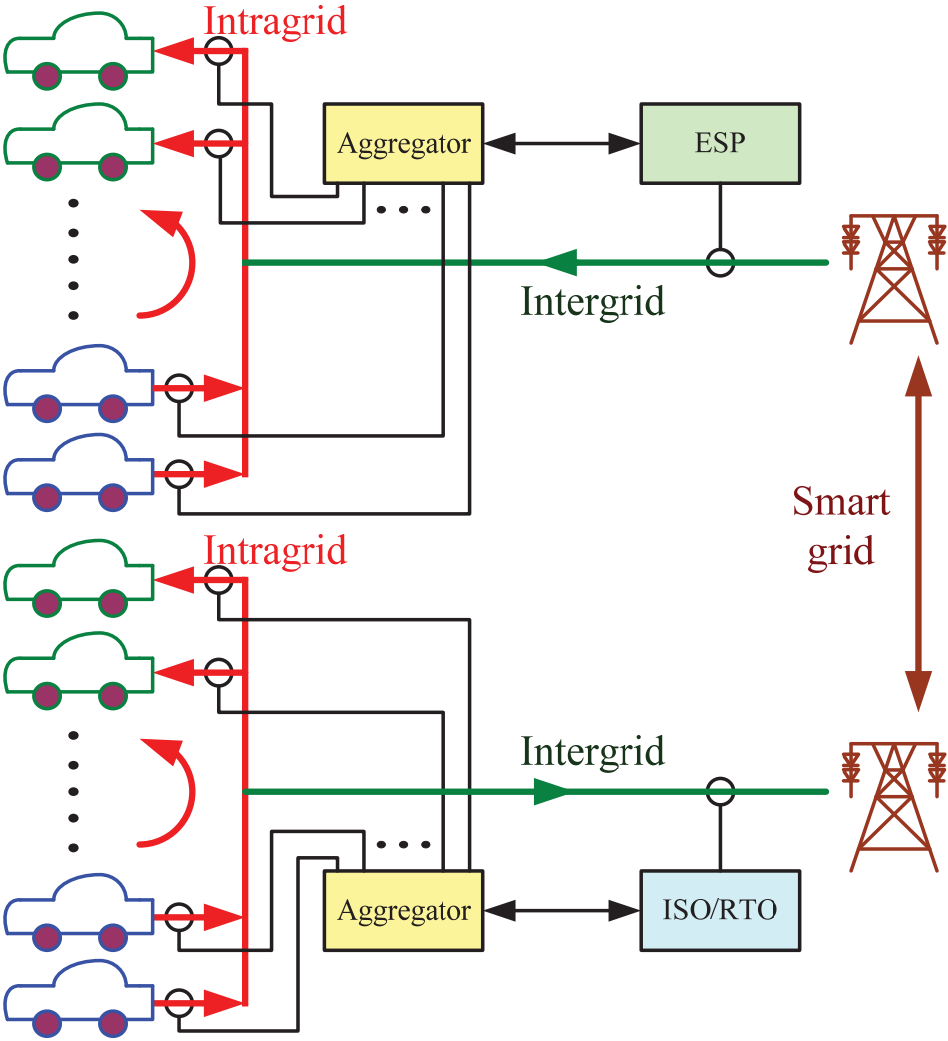 Intragrid
Aggregator
ESP
Intergrid
Smart
grid
Intragrid
Intergrid
Aggregator
ISO/RTO